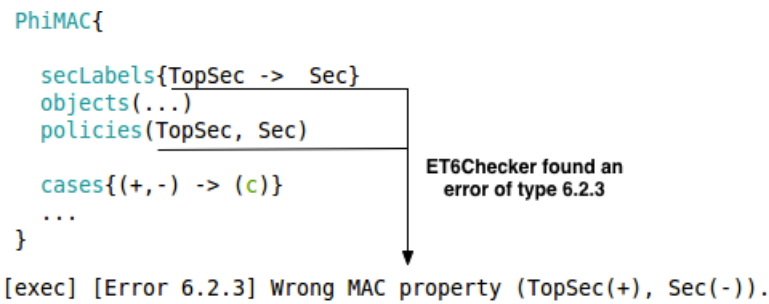 PhiMAC{
secLabels{TopSec -> Sec}
objects(...)
policies(TopSec, Sec)
ET6Checker found an
error of type 6.2.3
cases{(+,-) -> (c)}
...
}
[exec] [Error 6.2.3] Wrong MAC property (TopSec(+), Sec(-)).